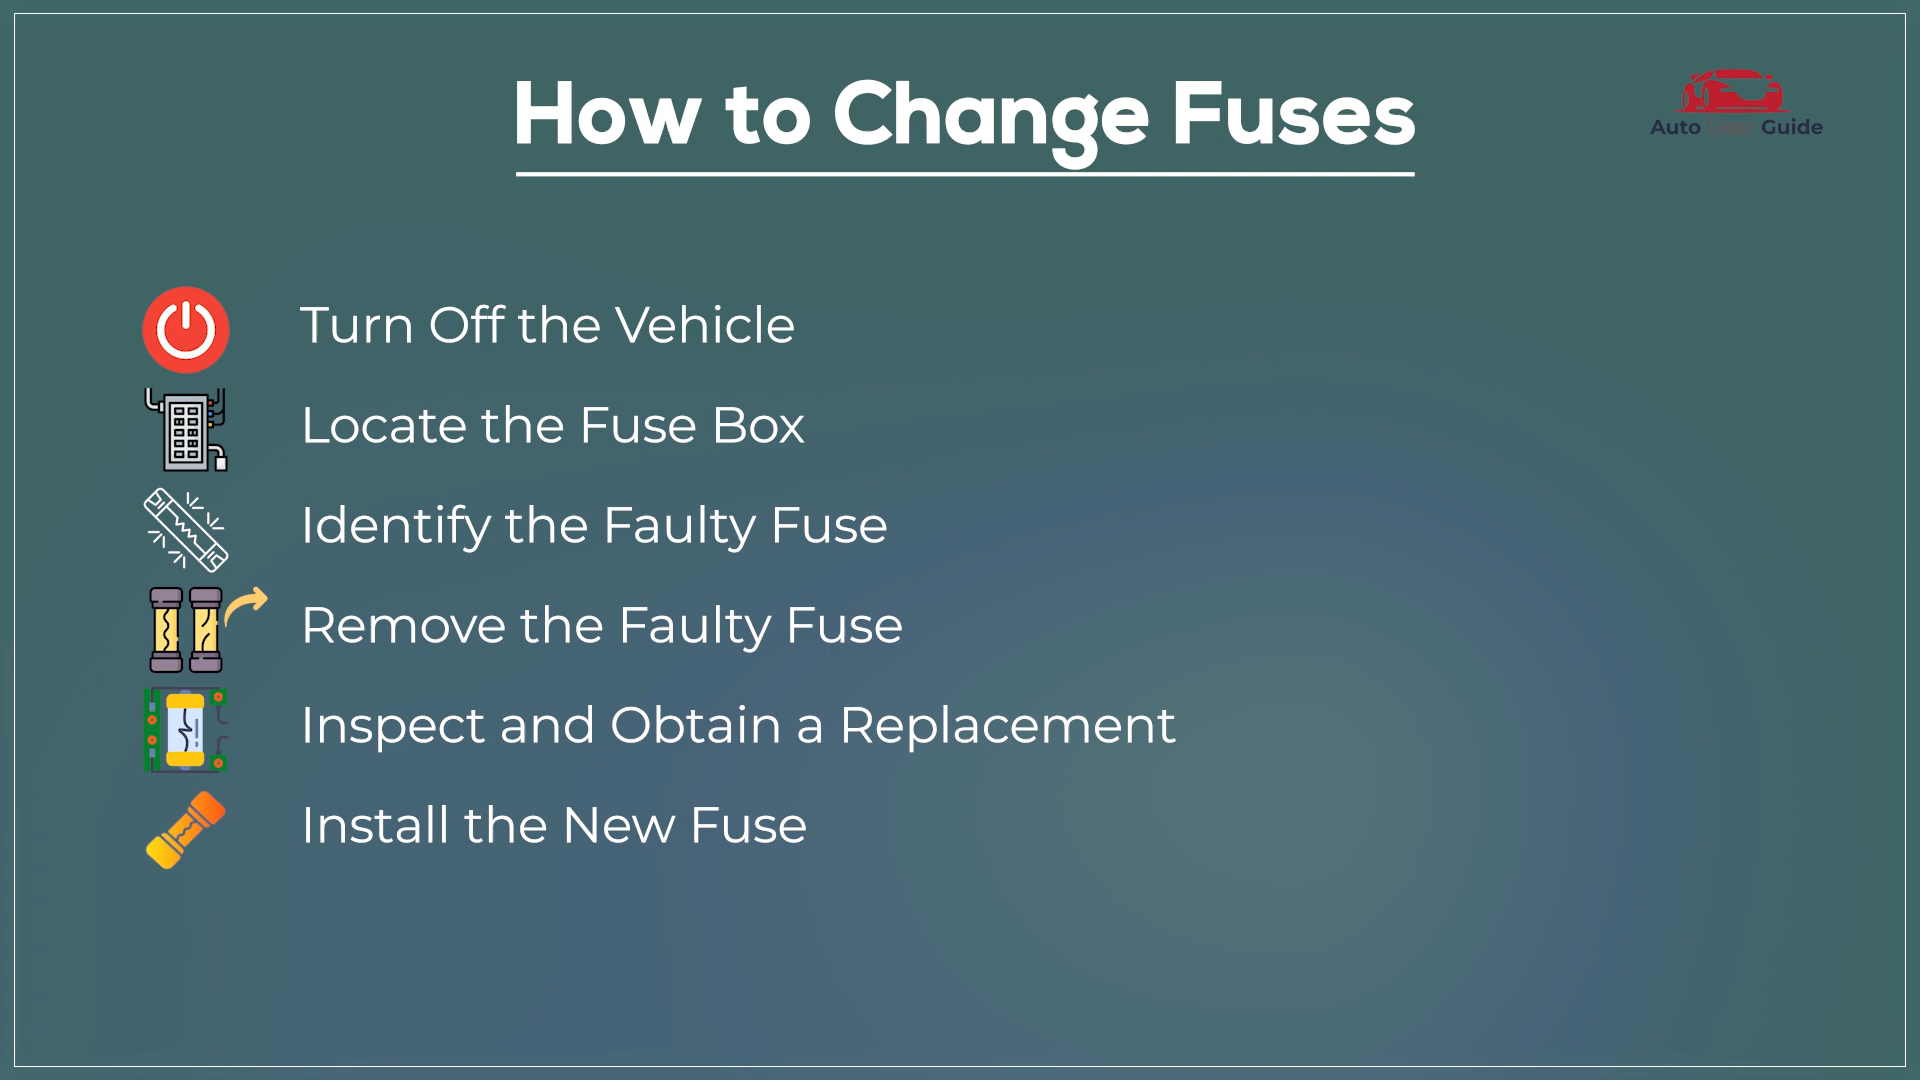 How to Change Fuses
Auto User Guide
Turn Off the Vehicle
Locate the Fuse Box
Identify the Faulty Fuse
Remove the Faulty Fuse
Inspect and Obtain a Replacement
Install the New Fuse